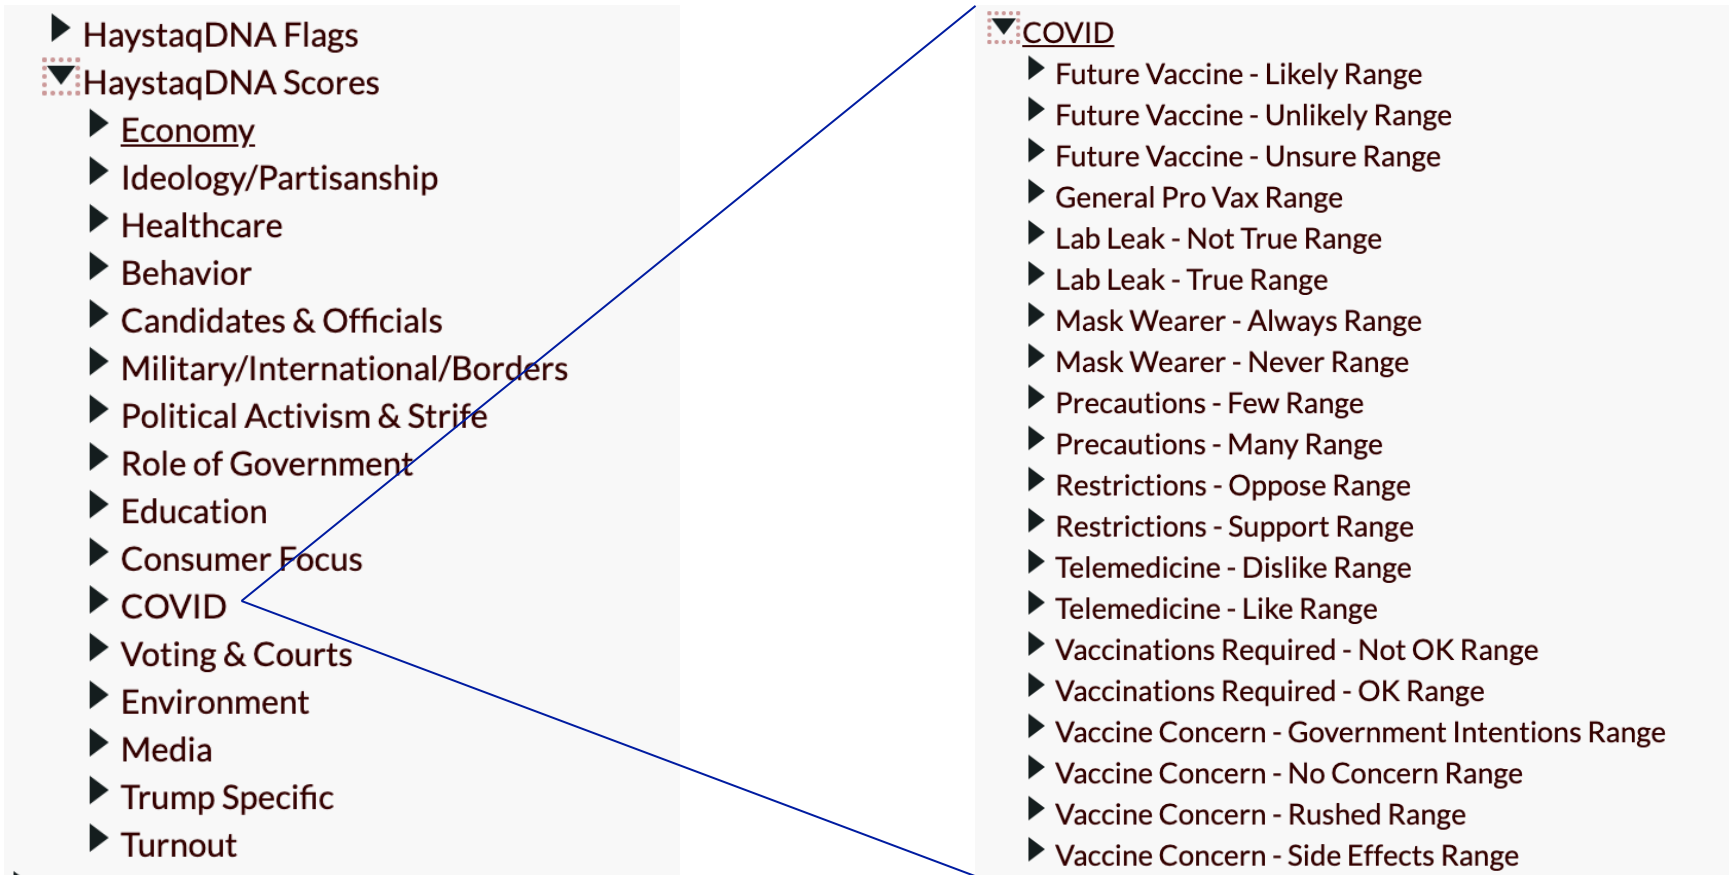 HaystaqDNA Flags
HaystaqDNA Scores
Economy
Ideology/Partisanship
Healthcare
Behavior
Candidates & Officials
Military/International/Borders
Political Activism & Strife
Role of Government
Education
Consumer Focus
COVID
Voting & Courts
Environment
Media
Trump Specific
Turnout
COVID
Future Vaccine - Likely Range
Future Vaccine - Unlikely Range
Future Vaccine - Unsure Range
General Pro Vax Range
Lab Leak - Not True Range
Lab Leak - True Range
Mask Wearer - Always Range
Mask Wearer - Never Range
Precautions - Few Range
Precautions - Many Range
Restrictions - Oppose Range
Restrictions - Support Range
Telemedicine - Dislike Range
Telemedicine - Like Range
Vaccinations Required - Not OK Range
Vaccinations Required - OK Range
Vaccine Concern - Government Intentions Range
Vaccine Concern - No Concern Range
Vaccine Concern - Rushed Range
Vaccine Concern - Side Effects Range